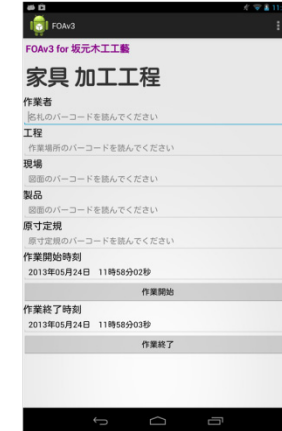 11:
FOAv3
FOAv3 for 坂元木工工藝
家具 加工工程
作業者
名札のバーコードを読んでください
工程
作業場所のバーコードを読んでください
現場
図面のバーコードを読んでください
製品
図面のバーコードを読んでください
原寸定規
原寸定規のバーコードを読んでください
作業開始時刻
2013年05月24日 11時58分02秒
作業開始
作業終了時刻
2013年05月24日 11時58分03秒
作業終了